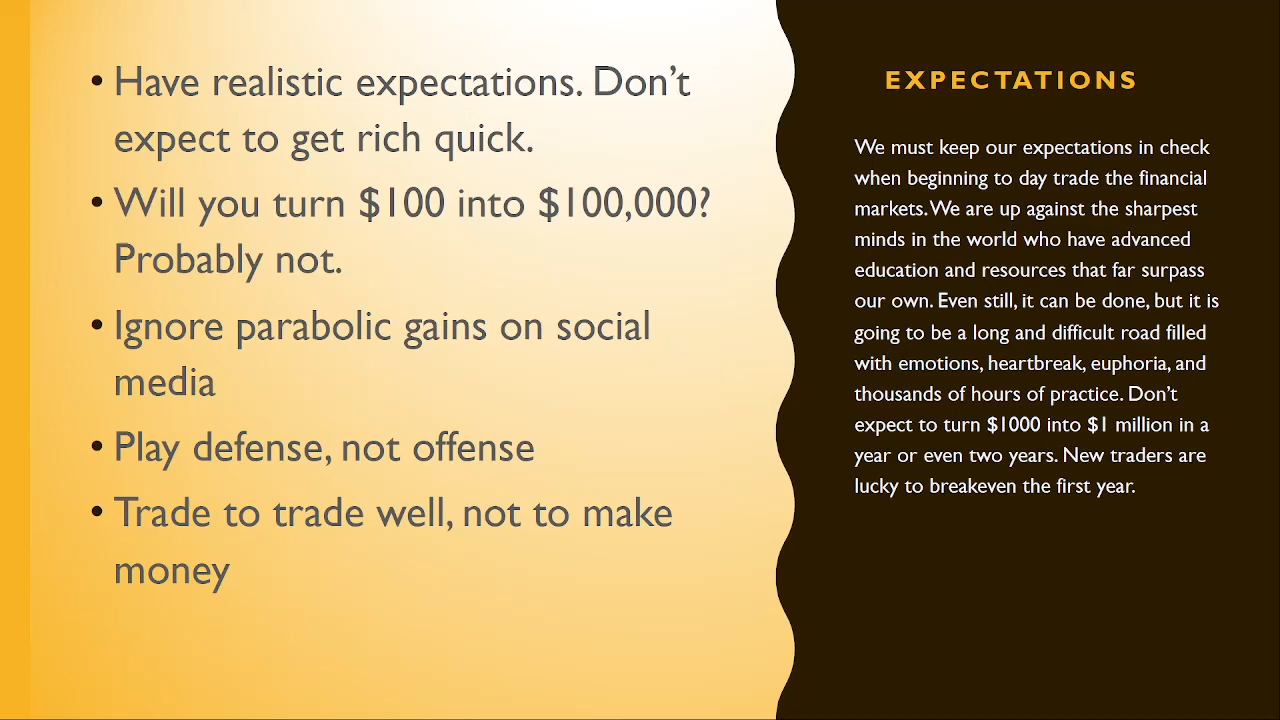 • Have realistic expectations. Don't
expect to get rich quick.
• Will you turn $100 into $100,000?
Probably not.
• Ignore parabolic gains on social
media
• Play defense, not offense
• Trade to trade well, not to make
money
EXPECTATIONS
We must keep our expectations in check
when beginning to day trade the financial
markets. We are up against the sharpest
minds in the world who have advanced
education and resources that far surpass
our own. Even still, it can be done, but it is
going to be a long and difficult road filled
with emotions, heartbreak, euphoria, and
thousands of hours of practice. Don't
expect to turn $1000 into $1 million in a
year or even two years. New traders are
lucky to breakeven the first year.